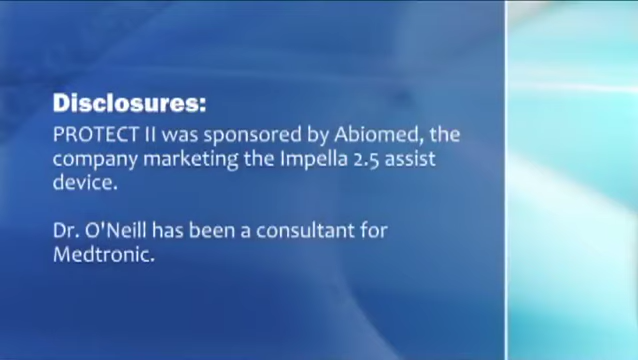 Disclosures:
PROTECT II was sponsored by Abiomed, the
company marketing the Impella 2.5 assist
device.
Dr. O'Neill has been a consultant for
Medtronic.